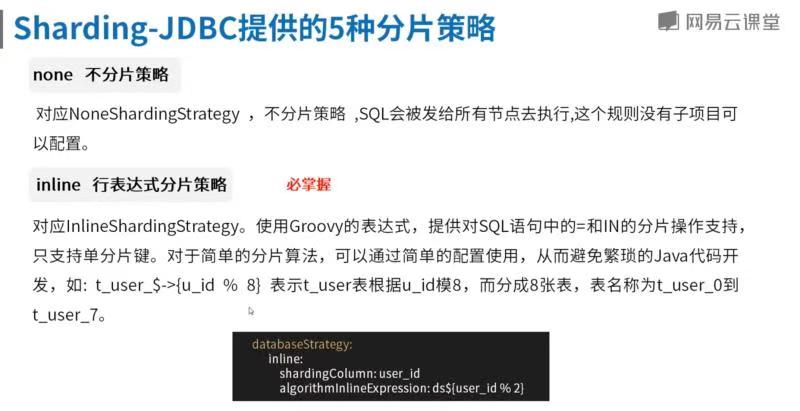 Sharding-JDBC提供的5种分片策略
网易云课堂
none 不分片策略
对应NoneShardingStrategy ，不分片策略 ,SQL会被发给所有节点去执行,这个规则没有子项目可
以配置。
inline 行表达式分片策略
必掌握
对应InlineShardingStrategy。使用Groovy的表达式，提供对SQL语句中的=和IN的分片操作支持，
只支持单分片键。对于简单的分片算法，可以通过简单的配置使用，从而避免繁琐的Java代码开
发，如: t_user_$->{u_id % 8} 表示t_user表根据u_id模8，而分成8张表，表名称为t_user_0到
t_user_7。
databaseStrategy:
inline:
shardingColumn: user_id
algorithmInlineExpression: ds${user_id % 2}